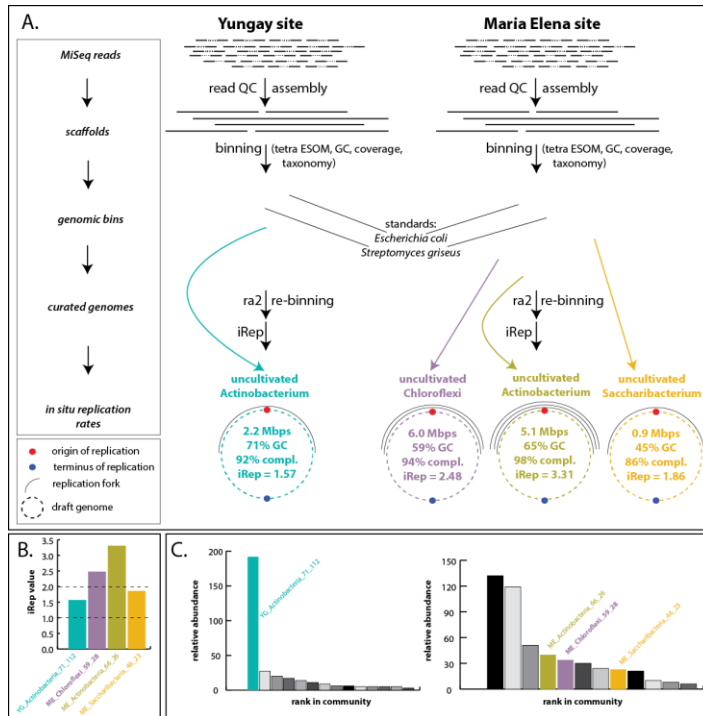 A.
Yungay site
Maria Elena site
MiSeq reads
scaffolds
genomic bins
curated genomes
in situ replication
rates
read QC
assembly
read QC
assembly
binning
(tetra ESOM, GC, coverage,
taxonomy)
binning
(tetra ESOM, GC, coverage,
taxonomy)
standards:
Escherichia coli
Streptomyces griseus
ra2
re-binning
iRep
ra2
re-binning
iRep
uncultivated
Actinobacterium
2.2 Mbps
71% GC
92% compl.
iRep = 1.57
uncultivated
Chloroflexi
6.0 Mbps
59% GC
94% compl.
iRep = 2.48
uncultivated
Actinobacterium
5.1 Mbps
65% GC
98% compl.
iRep = 3.31
uncultivated
Saccharibacterium
0.9 Mbps
45% GC
86% compl.
iRep = 1.86
origin of replication
terminus of replication
replication fork
draft genome
B.
iRep value
3.5
3.0
2.5
2.0
1.5
1.0
0.5
0.0
YG_Actinobacteria_71_112
ME_Chloroflexi_59_28
ME_Actinobacteria_66_26
C.
relative abundance
200
150
100
50
0
YG_Actinobacteria_71_112
rank in community
relative abundance
150
120
90
60
30
0
ME_Actinobacteria_66_26
ME_Chloroflexi_59_28
rank in community